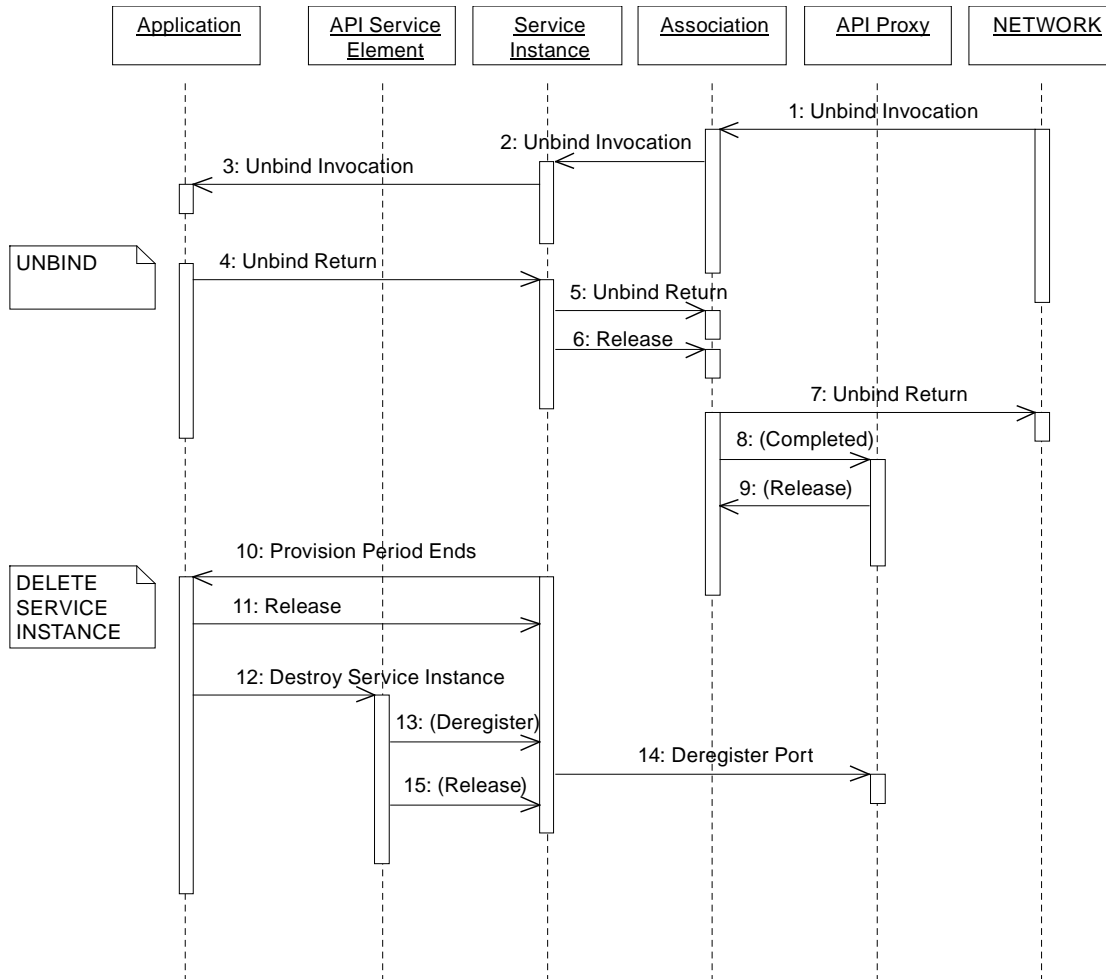 Application
API Service
Element
Service
Instance
Association
API Proxy
NETWORK
1: Unbind Invocation
2: Unbind Invocation
3: Unbind Invocation
UNBIND
4: Unbind Return
5: Unbind Return
6: Release
7: Unbind Return
8: (Completed)
9: (Release)
10: Provision Period Ends
DELETE
SERVICE
INSTANCE
11: Release
12: Destroy Service Instance
13: (Deregister)
14: Deregister Port
15: (Release)